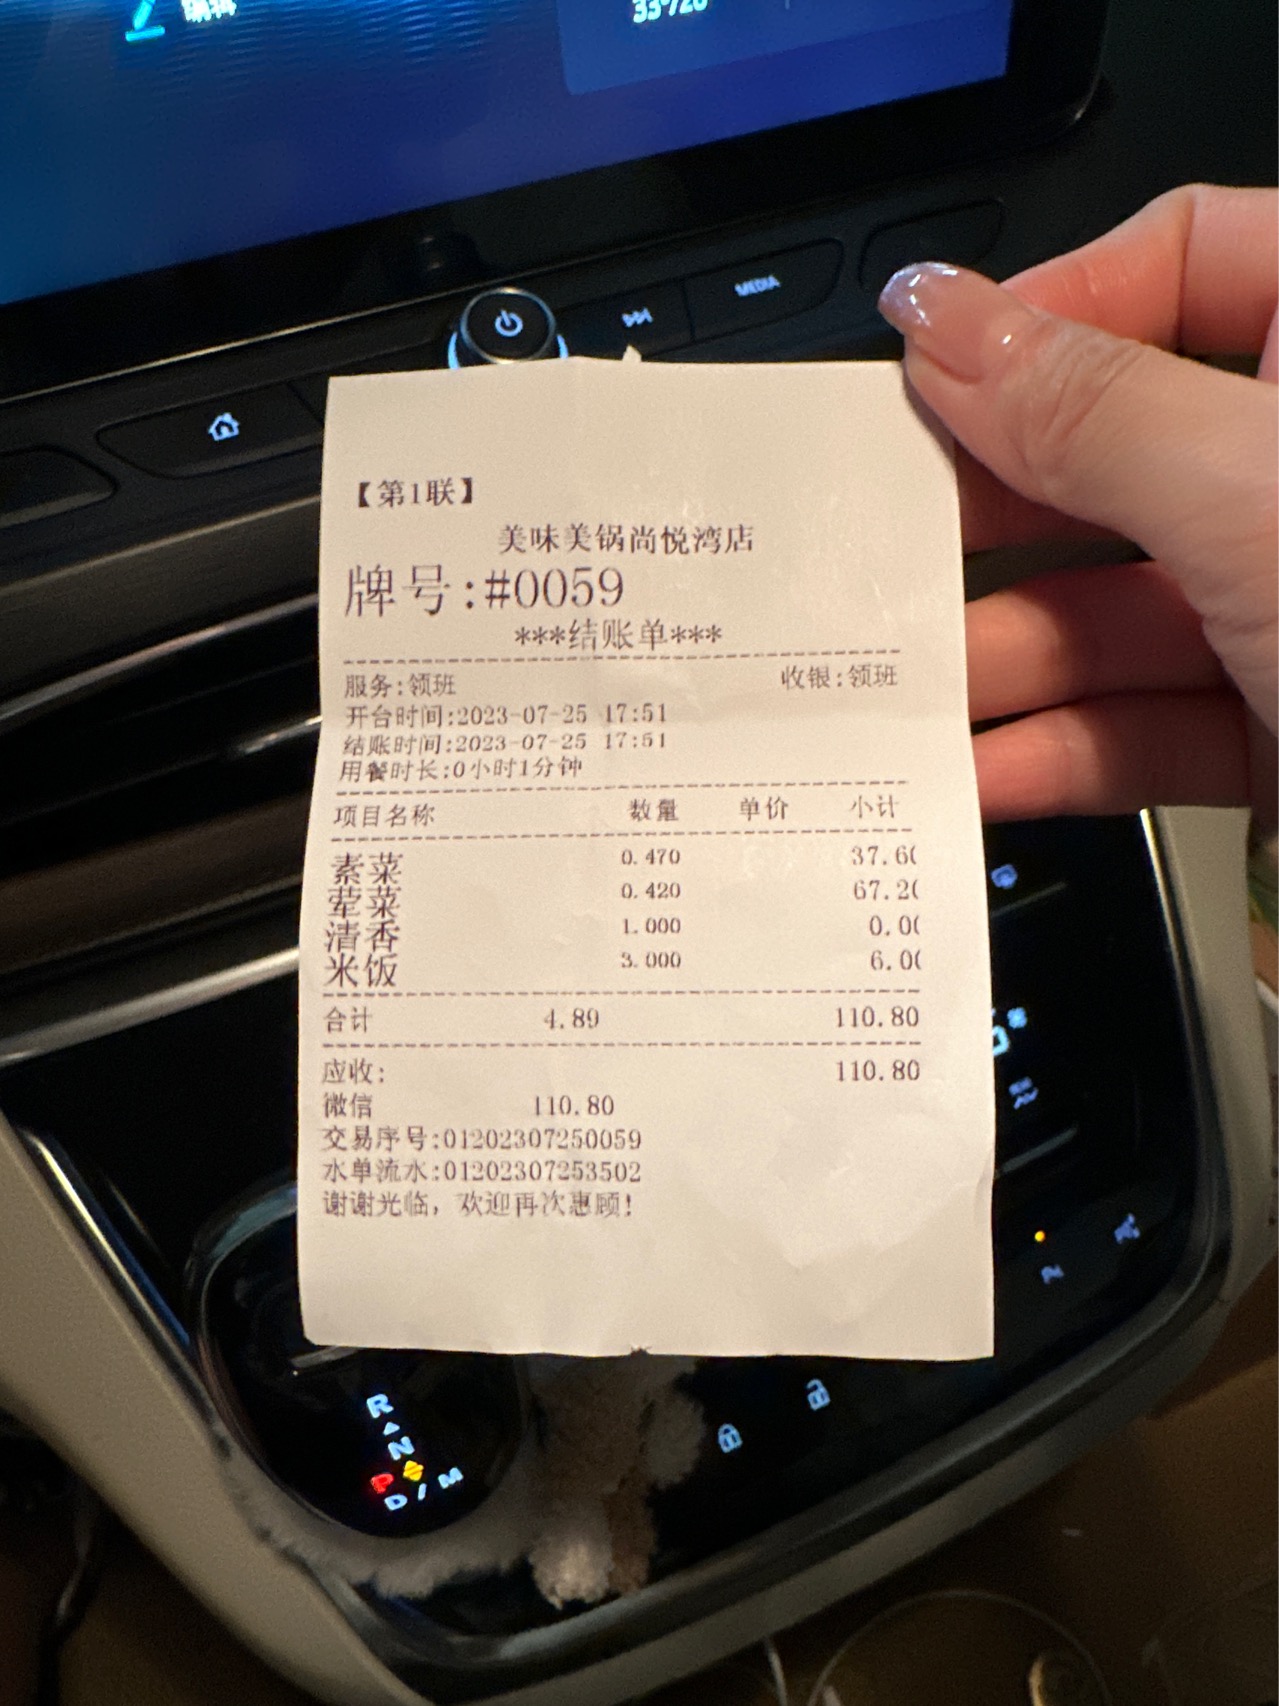 编辑
33°/26°
MEDIA
【第1联】
美味美锅尚悦湾店
牌号:#0059
***结账单***
服务:领班 收银:领班
开台时间:2023-07-25 17:51
结账时间:2023-07-25 17:51
用餐时长:0小时1分钟
项目名称 数量 单价 小计
素菜 0.470 37.6(
荤菜 0.420 67.2(
清香 1.000 0.0(
米饭 3.000 6.0(
合计 4.89 110.80
应收: 110.80
微信 110.80
交易序号:01202307250059
水单流水:01202307253502
谢谢光临，欢迎再次惠顾!
R
N
P
D / M